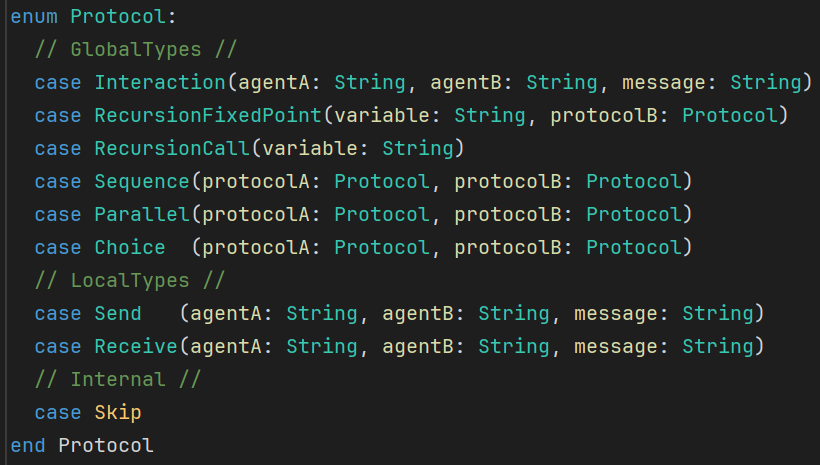 enum Protocol:
  // GlobalTypes //
  case Interaction(agentA: String, agentB: String, message: String)
  case RecursionFixedPoint(variable: String, protocolB: Protocol)
  case RecursionCall(variable: String)
  case Sequence(protocolA: Protocol, protocolB: Protocol)
  case Parallel(protocolA: Protocol, protocolB: Protocol)
  case Choice  (protocolA: Protocol, protocolB: Protocol)
  // LocalTypes //
  case Send   (agentA: String, agentB: String, message: String)
  case Receive(agentA: String, agentB: String, message: String)
  // Internal //
  case Skip
end Protocol